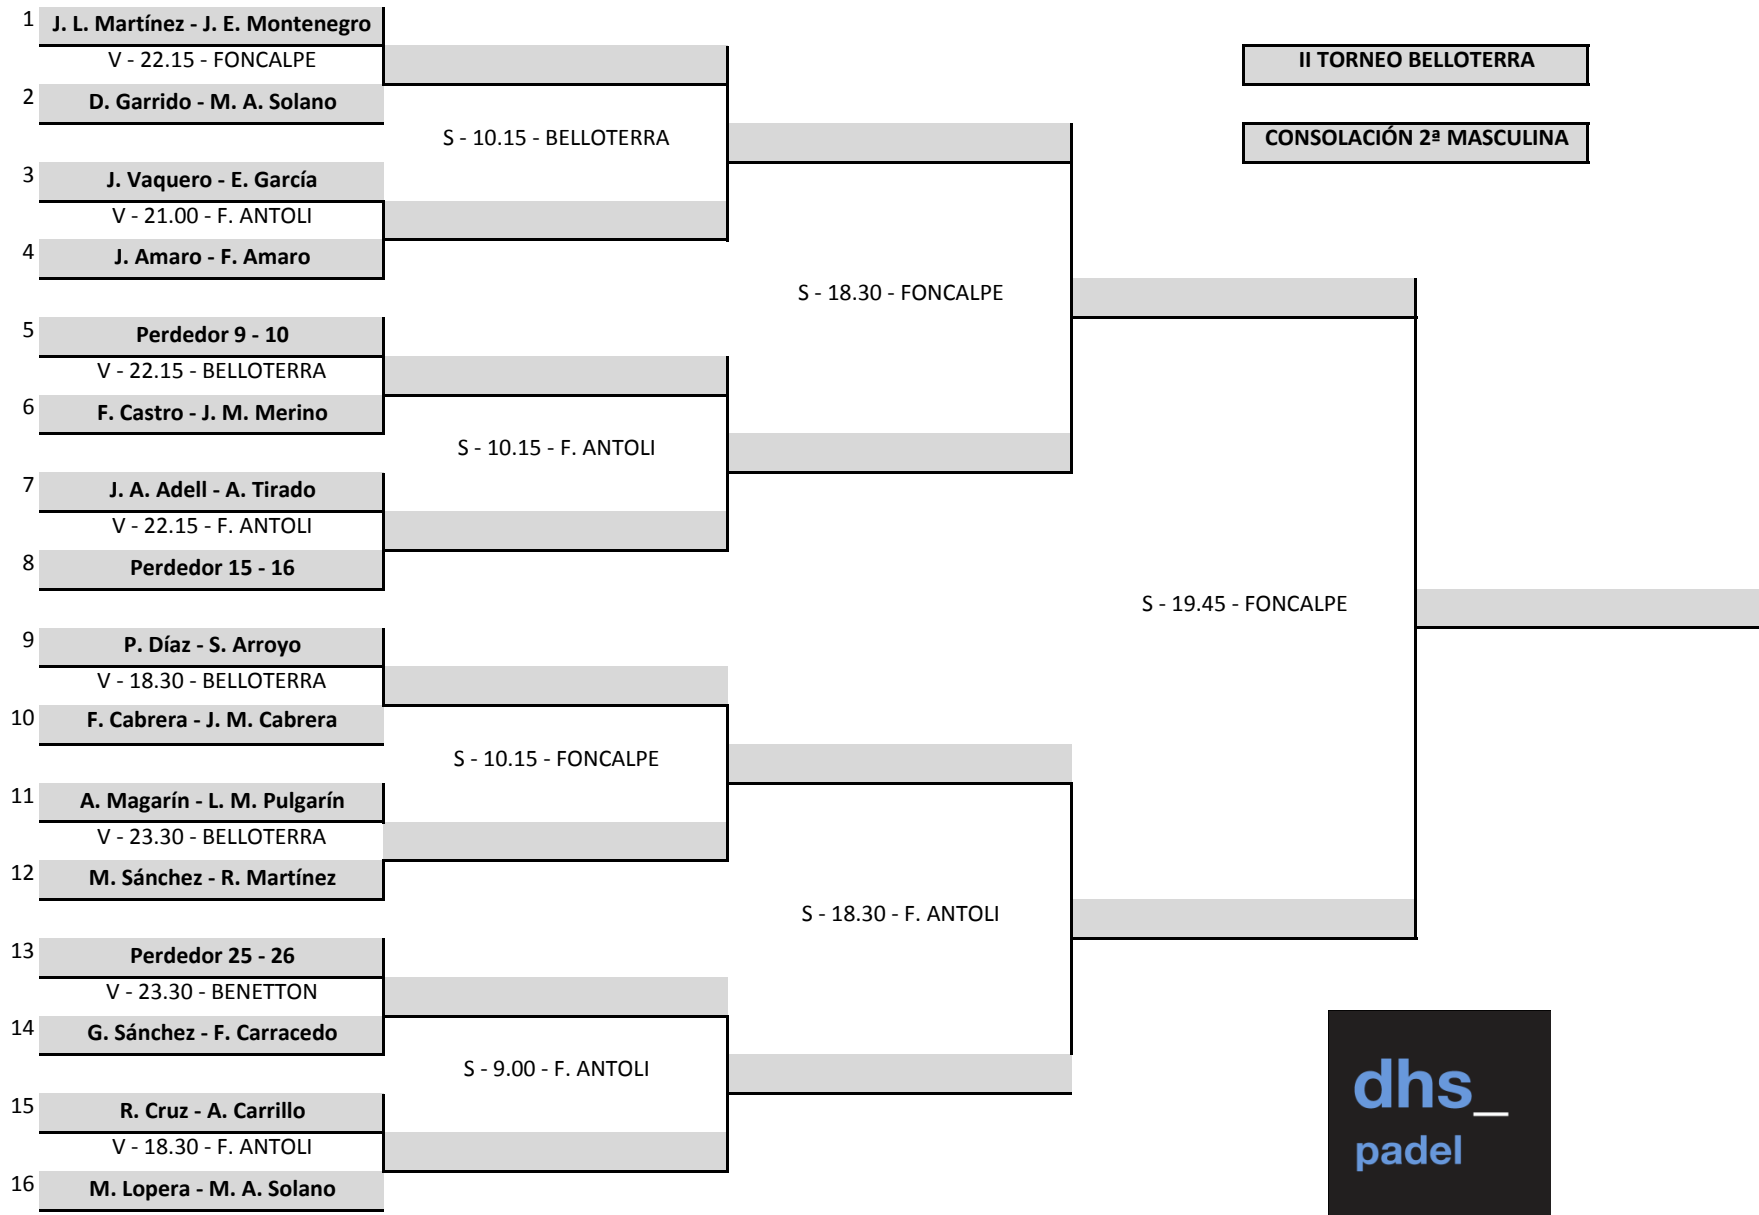 1 J. L. Martínez - J. E. Montenegro
V - 22.15 - FONCALPE
II TORNEO BELLOTERRA
2 D. Garrido - M. A. Solano
S - 10.15 - BELLOTERRA
CONSOLACIÓN 2ª MASCULINA
3 J. Vaquero - E. García
V - 21.00 - F. ANTOLI
4 J. Amaro - F. Amaro
S - 18.30 - FONCALPE
5 Perdedor 9 - 10
V - 22.15 - BELLOTERRA
6 F. Castro - J. M. Merino
S - 10.15 - F. ANTOLI
7 J. A. Adell - A. Tirado
V - 22.15 - F. ANTOLI
8 Perdedor 15 - 16
S - 19.45 - FONCALPE
9 P. Díaz - S. Arroyo
V - 18.30 - BELLOTERRA
10 F. Cabrera - J. M. Cabrera
S - 10.15 - FONCALPE
11 A. Magarín - L. M. Pulgarín
V - 23.30 - BELLOTERRA
12 M. Sánchez - R. Martínez
S - 18.30 - F. ANTOLI
13 Perdedor 25 - 26
V - 23.30 - BENETTON
14 G. Sánchez - F. Carracedo
S - 9.00 - F. ANTOLI
15 R. Cruz - A. Carrillo
V - 18.30 - F. ANTOLI
16 M. Lopera - M. A. Solano
dhs_
padel